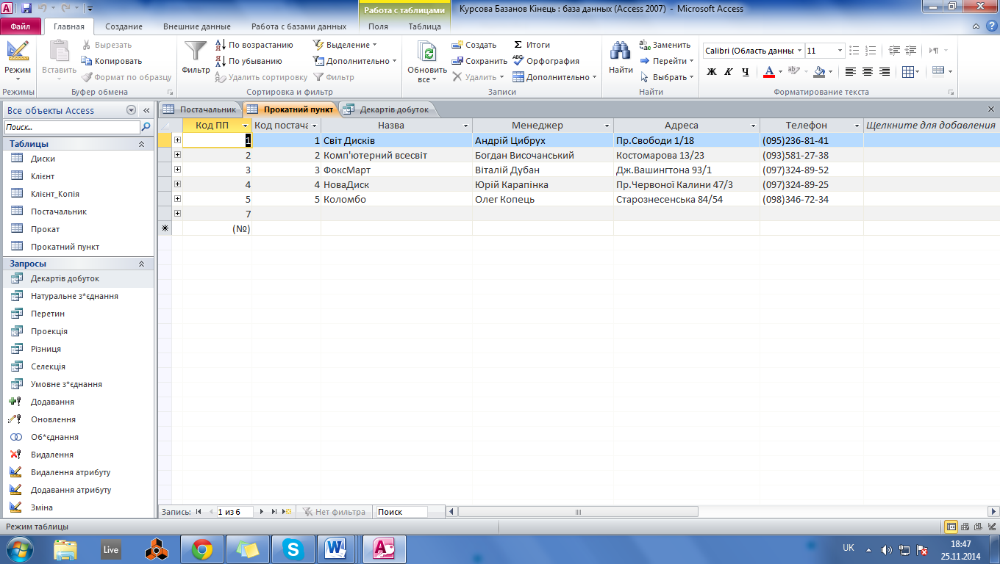 Работа с таблицами
Курсова Базанов Кінець : база данных (Access 2007) - Microsoft Access
Файл Главная Создание Внешние данные Работа с базами данных Поля Таблица
Режим
Режимы
Вставить
Вырезать
Копировать
Формат по образцу
Буфер обмена
Фильтр
По возрастанию
По убыванию
Удалить сортировку
Выделение
Дополнительно
Фильтр
Сортировка и фильтр
Обновить
все
Создать
Сохранить
Удалить
Итоги
Орфография
Дополнительно
Записи
Найти
Заменить
Перейти
Выбрать
Найти
Calibri (Область данны: 11
Ж К Ч
Форматирование текста
Все объекты Access
Поиск...
Таблицы
Диски
Клієнт
Клієнт_Копія
Постачальник
Прокат
Прокатний пункт
Запросы
Декартів добуток
Натуральне з*єднання
Перетин
Проекція
Різниця
Селекція
Умовне з*єднання
Додавання
Оновлення
Об*єднання
Видалення
Видалення атрибуту
Додавання атрибуту
Зміна
Постачальник Прокатний пункт Декартів добуток
Код ПП Код постача Назва Менеджер Адреса Телефон Щелкните для добавления
1 1 Світ Дисків Андрій Цибрух Пр.Свободи 1/18 (095)236-81-41
2 2 Комп'ютерний всесвіт Богдан Височанський Костомарова 13/23 (093)581-27-38
3 3 ФоксМарт Віталій Дубан Дж.Вашингтона 93/1 (097)324-89-52
4 4 НоваДиск Юрій Карапінка Пр.Червоної Калини 47/3 (097)324-89-25
5 5 Коломбо Олег Копець Старознесенська 84/54 (098)346-72-34
7
(№)
Запись: 1 из 6 Нет фильтра Поиск
Режим таблицы
Live
UK
18:47
25.11.2014